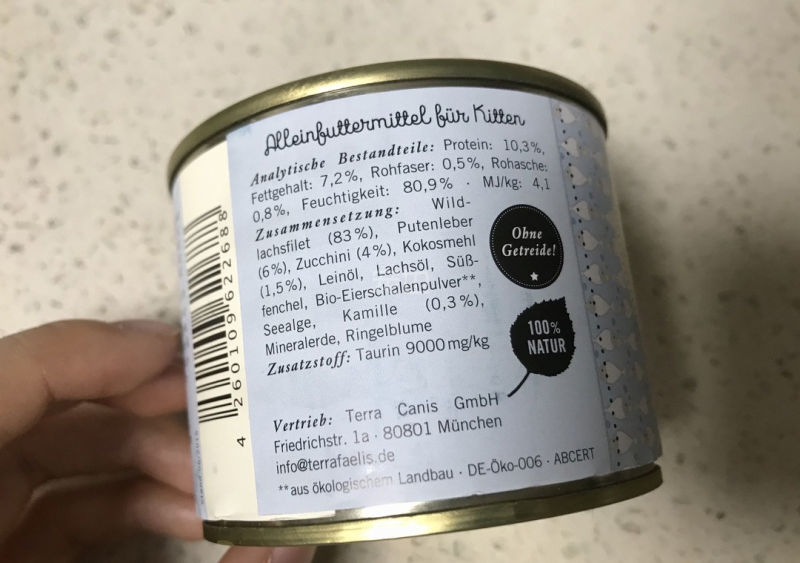 Alleinfuttermittel für Kitten
Analytische Bestandteile: Protein: 10,3%,
Fettgehalt: 7,2%, Rohfaser: 0,5%, Rohasche:
0,8%, Feuchtigkeit: 80,9% · MJ/kg: 4,1
Zusammensetzung: Wild-
lachsfilet (83%), Putenleber
(6%), Zucchini (4%), Kokosmehl
(1,5%), Leinöl, Lachsöl, Süß-
fenchel, Bio-Eierschalenpulver**,
Seealge, Kamille (0,3%),
Mineralerde, Ringelblume
Zusatzstoff: Taurin 9000mg/kg
Ohne
Getreide!
100%
NATUR
Vertrieb: Terra Canis GmbH
Friedrichstr. 1a · 80801 München
info@terrafaelis.de
**aus ökologischem Landbau · DE-Öko-006 · ABCERT
4 260109 622688